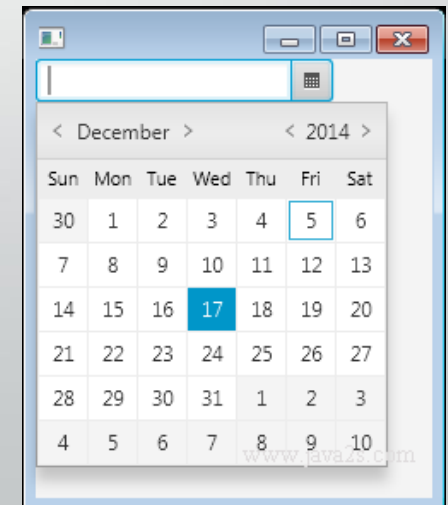 < December > < 2014 >
Sun Mon Tue Wed Thu Fri Sat
30 1 2 3 4 5 6
7 8 9 10 11 12 13
14 15 16 17 18 19 20
21 22 23 24 25 26 27
28 29 30 31 1 2 3
4 5 6 7 8 9 10
www.java2s.com